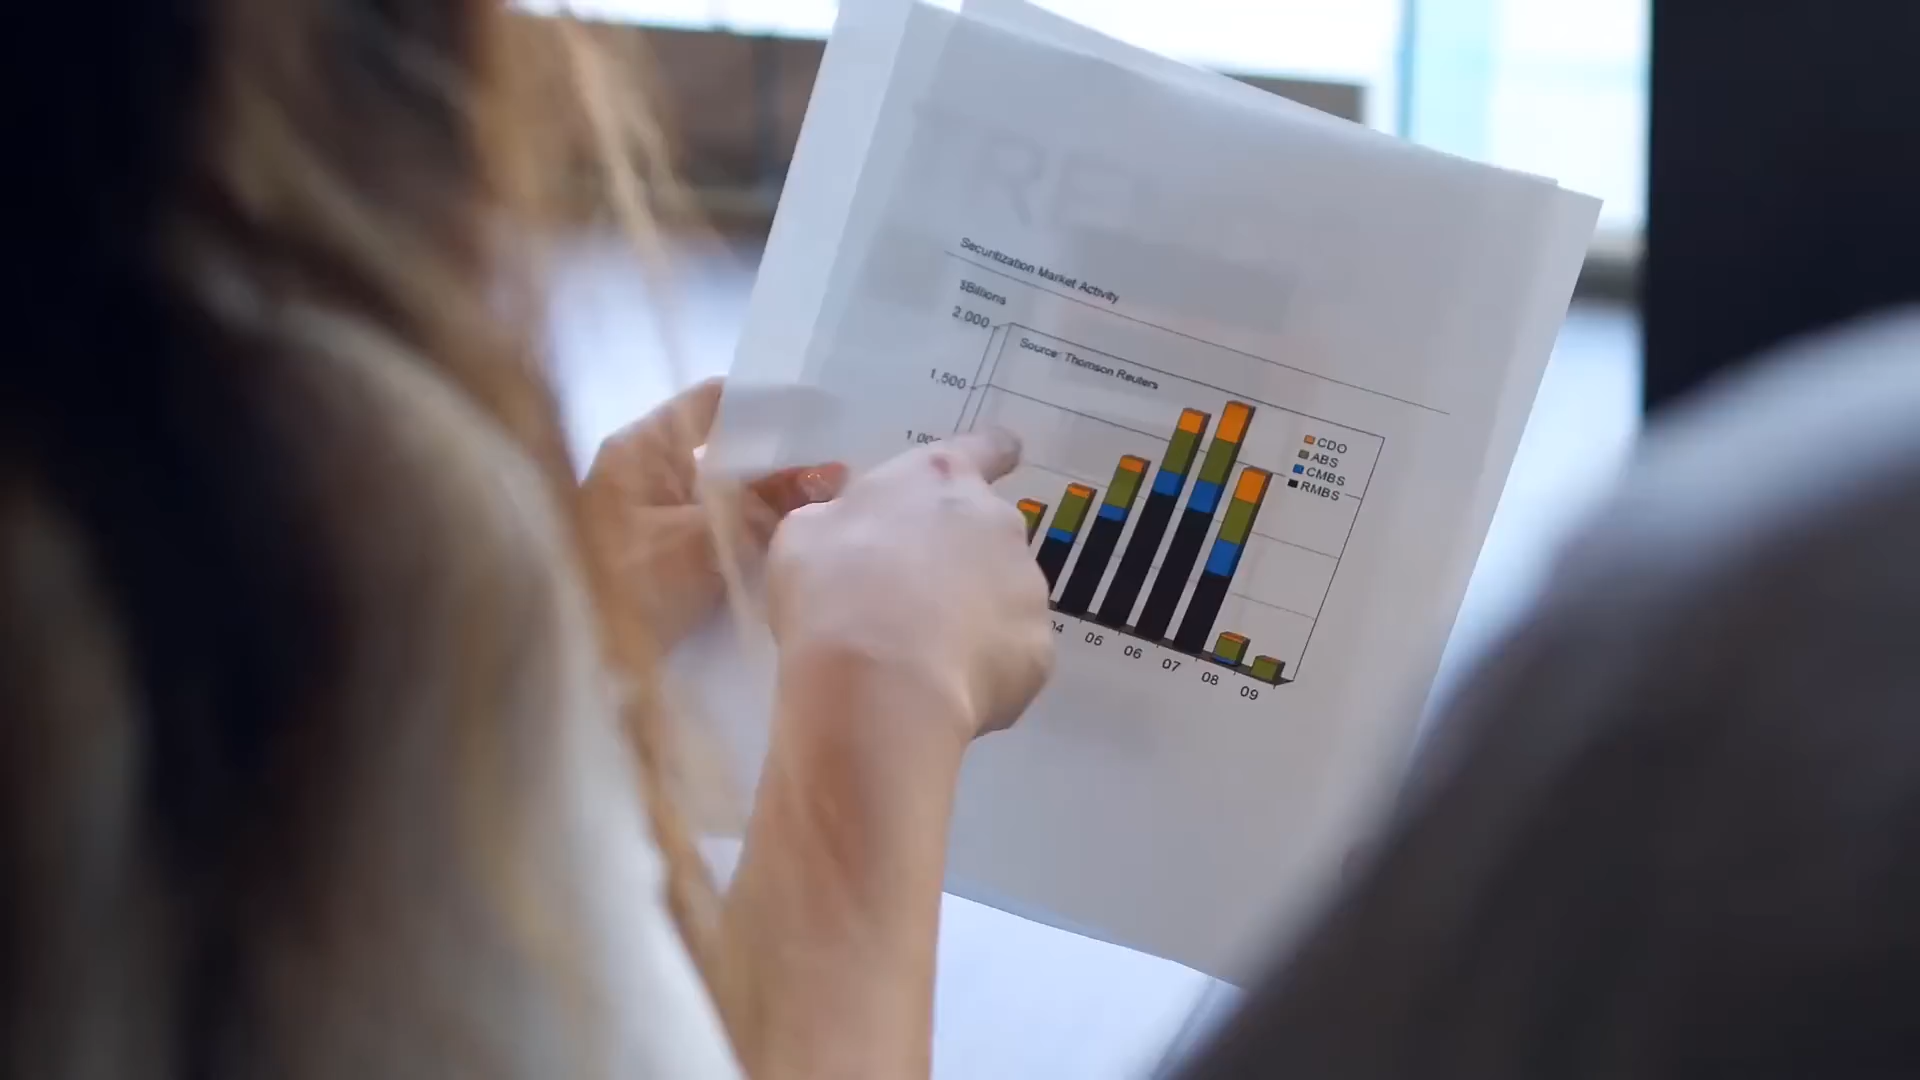 Securitization Market Activity
$Billions
2,000
Source: Thomson Reuters
1,500
CDO
ABS
CMBS
RMBS
05
06
07
08
09